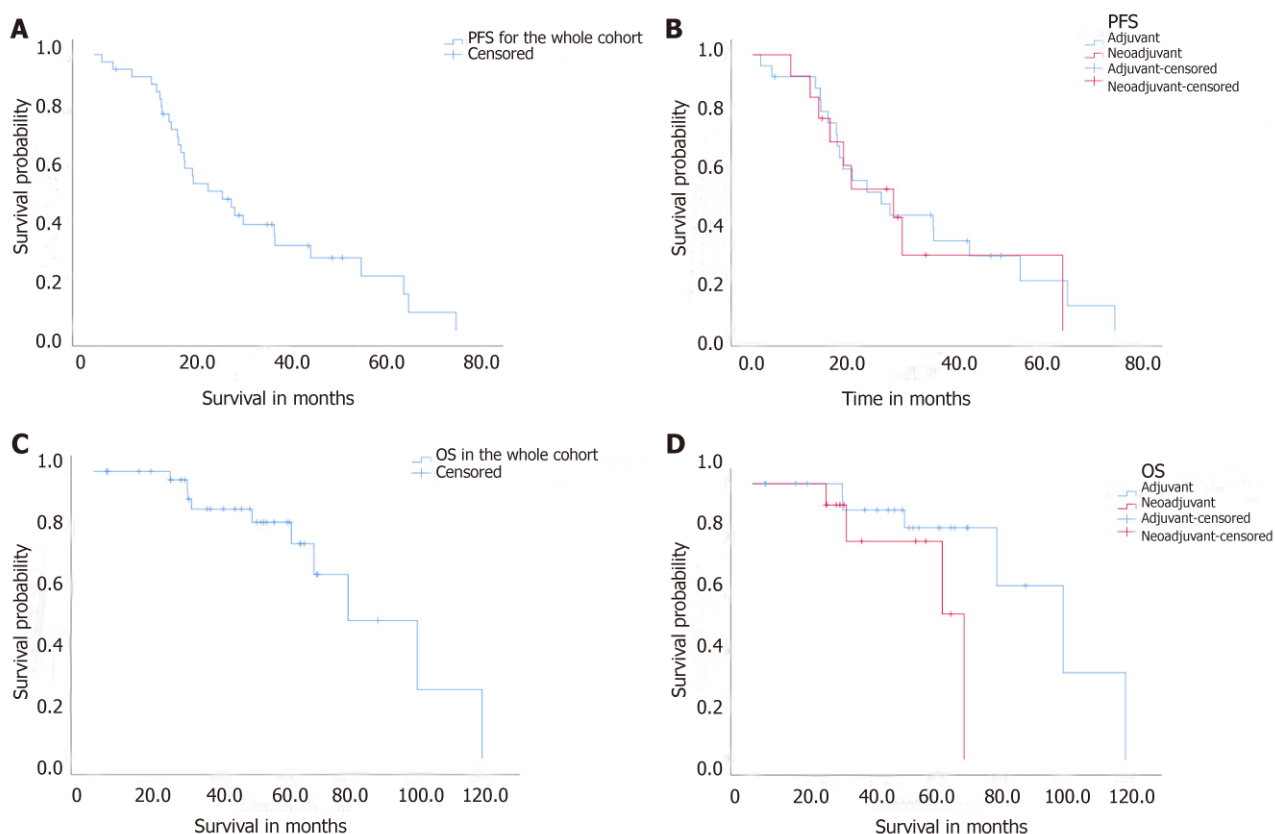 A
PFS for the whole cohort
Censored
Survival probability
1.0
0.8
0.6
0.4
0.2
0.0
0 20.0 40.0 60.0 80.0
Survival in months
B
PFS
Adjuvant
Neoadjuvant
Adjuvant-censored
Neoadjuvant-censored
Survival probability
1.0
0.8
0.6
0.4
0.2
0.0
0.0 20.0 40.0 60.0 80.0
Time in months
C
OS in the whole cohort
Censored
Survival probability
1.0
0.8
0.6
0.4
0.2
0.0
0 20.0 40.0 60.0 80.0 100.0 120.0
Survival in months
D
OS
Adjuvant
Neoadjuvant
Adjuvant-censored
Neoadjuvant-censored
Survival probability
1.0
0.8
0.6
0.4
0.2
0.0
0 20.0 40.0 60.0 80.0 100.0 120.0
Survival in months